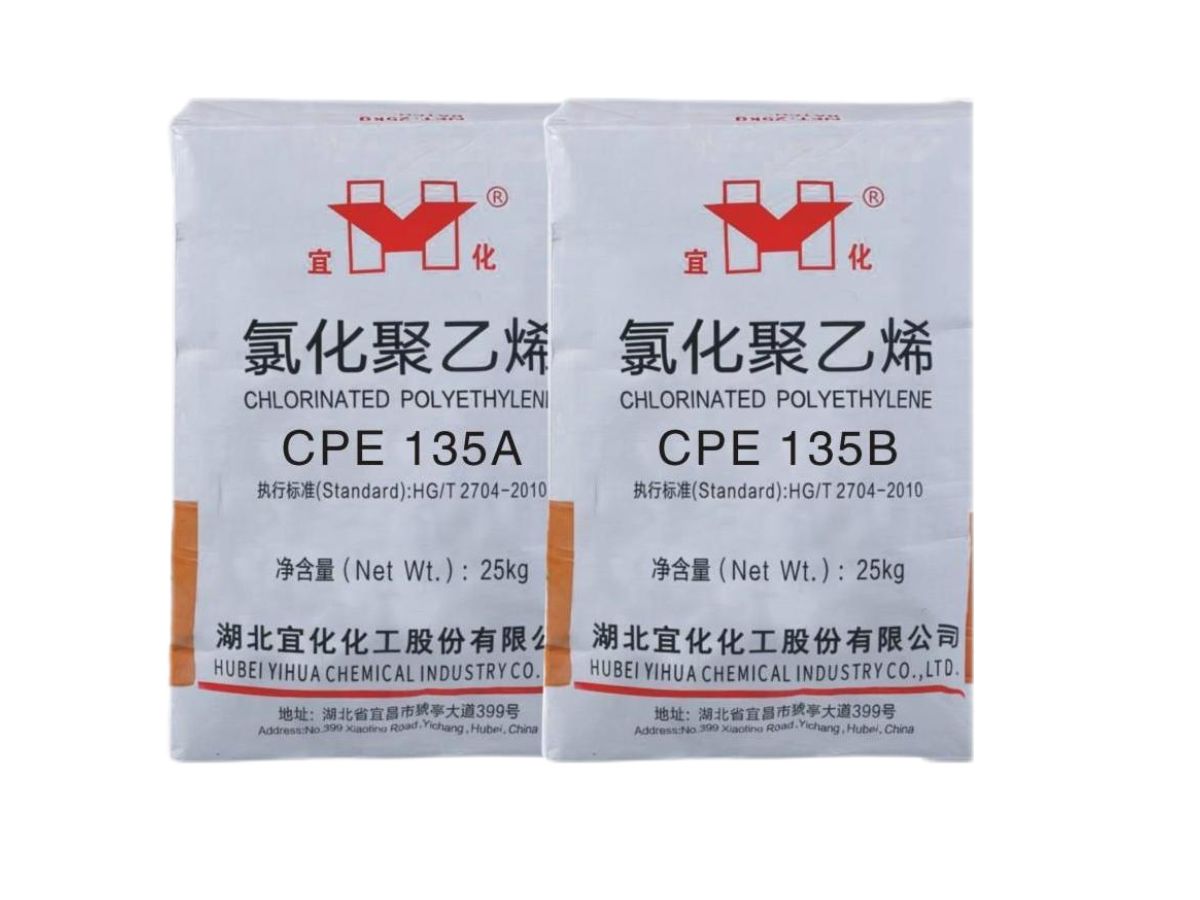 NET:25kg
宜 化 ®
氯化聚乙烯
CHLORINATED POLYETHYLEN
CPE 135A
执行标准(Standard):HG/T 2704-2010
净含量 (Net Wt.) : 25kg
湖北宜化化工股份有限公
HUBEI YIHUA CHEMICAL INDUSTRY CO.
地址: 湖北省宜昌市猇亭大道399号
Address:No.399 Xiaoting Road,Yichang,Hubei,China
NET:25kg
宜 化 ®
氯化聚乙烯
CHLORINATED POLYETHYLENE
CPE 135B
执行标准(Standard):HG/T 2704-2010
净含量 (Net Wt.) : 25kg
湖北宜化化工股份有限公司
HUBEI YIHUA CHEMICAL INDUSTRY CO.,LTD.
地址: 湖北省宜昌市猇亭大道399号
Address:No.399 Xiaoting Road,Yichang,Hubei,China